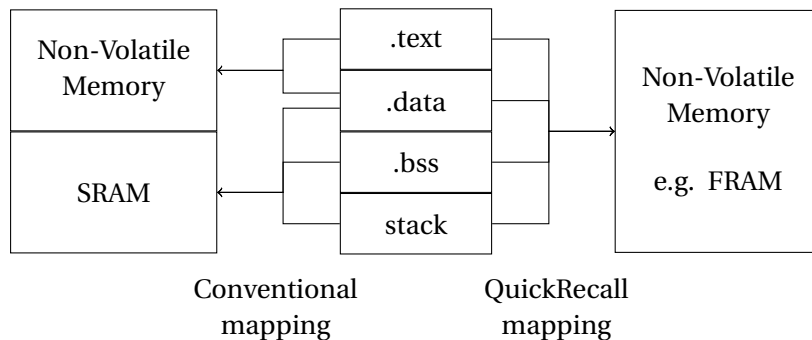 Non-Volatile
Memory
SRAM
.text
.data
.bss
stack
Non-Volatile
Memory
e.g. FRAM
Conventional
mapping
QuickRecall
mapping